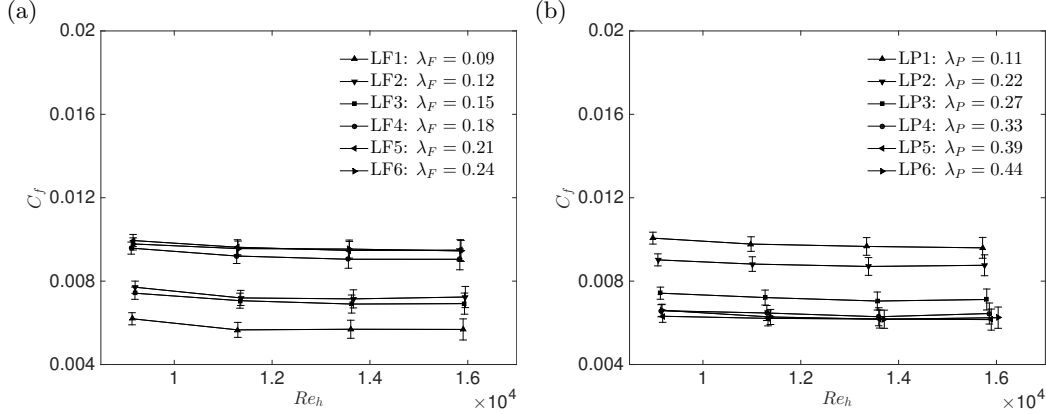 (a)
0.02
0.016
0.012
0.008
0.004
C_f
1
1.2
1.4
1.6
Re_h
×10^4
LF1: λ_F = 0.09
LF2: λ_F = 0.12
LF3: λ_F = 0.15
LF4: λ_F = 0.18
LF5: λ_F = 0.21
LF6: λ_F = 0.24
(b)
0.02
0.016
0.012
0.008
0.004
C_f
1
1.2
1.4
1.6
Re_h
×10^4
LP1: λ_P = 0.11
LP2: λ_P = 0.22
LP3: λ_P = 0.27
LP4: λ_P = 0.33
LP5: λ_P = 0.39
LP6: λ_P = 0.44